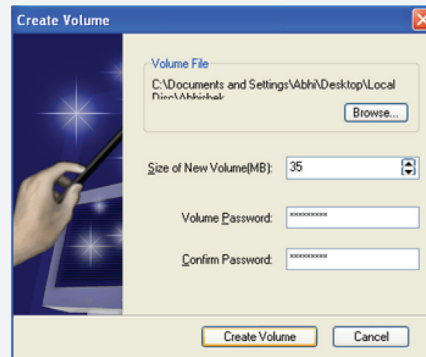 Create Volume
Volume File
C:\Documents and Settings\Abhi\Desktop\Local
Disc\Abhishek
Browse...
Size of New Volume(MB): 35
Volume Password: *********
Confirm Password: *********
Create Volume Cancel